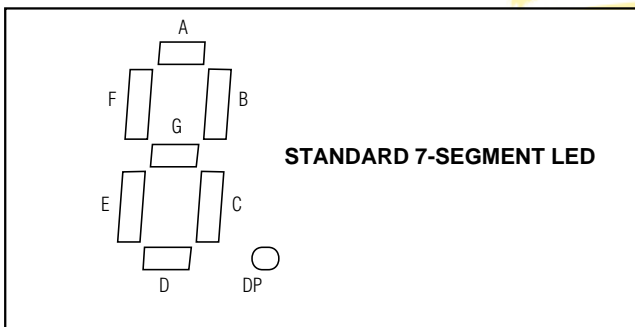 A
F B
G
STANDARD 7-SEGMENT LED
E C
D DP